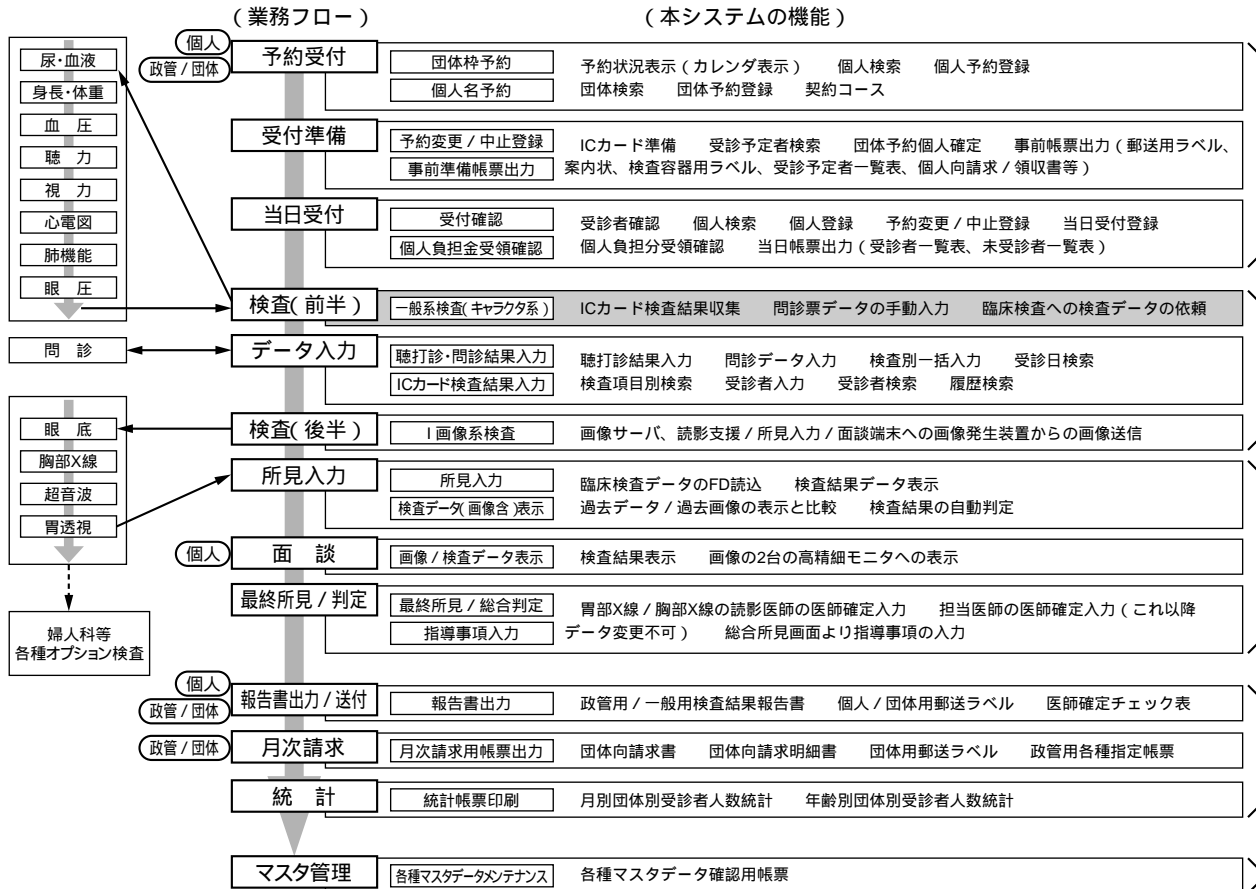 （業務フロー）
（本システムの機能）
尿・血液
身長・体重
血　圧
聴　力
視　力
心電図
肺機能
眼　圧
問　診
眼　底
胸部X線
超音波
胃透視
婦人科等
各種オプション検査
個人
政管 / 団体
予約受付
団体枠予約
個人名予約
予約状況表示（カレンダ表示）　個人検索　個人予約登録
団体検索　団体予約登録　契約コース
受付準備
予約変更 / 中止登録
事前準備帳票出力
ICカード準備　受診予定者検索　団体予約個人確定　事前帳票出力（郵送用ラベル、
案内状、検査容器用ラベル、受診予定者一覧表、個人向請求 / 領収書等）
当日受付
受付確認
個人負担金受領確認
受診者確認　個人検索　個人登録　予約変更 / 中止登録　当日受付登録
個人負担分受領確認　当日帳票出力（受診者一覧表、未受診者一覧表）
検査（前半）
一般系検査（キャラクタ系）
ICカード検査結果収集　問診票データの手動入力　臨床検査への検査データの依頼
データ入力
聴打診・問診結果入力
ICカード検査結果入力
聴打診結果入力　問診データ入力　検査別一括入力　受診日検索
検査項目別検索　受診者入力　受診者検索　履歴検索
検査（後半）
I 画像系検査
画像サーバ、読影支援 / 所見入力 / 面談端末への画像発生装置からの画像送信
所見入力
所見入力
検査データ（画像含）表示
臨床検査データのFD読込　検査結果データ表示
過去データ / 過去画像の表示と比較　検査結果の自動判定
個人
面　談
画像 / 検査データ表示
検査結果表示　画像の2台の高精細モニタへの表示
最終所見 / 判定
最終所見 / 総合判定
指導事項入力
胃部X線 / 胸部X線の読影医師の医師確定入力　担当医師の医師確定入力（これ以降
データ変更不可）　総合所見画面より指導事項の入力
個人
政管 / 団体
報告書出力 / 送付
報告書出力
政管用 / 一般用検査結果報告書　個人 / 団体用郵送ラベル　医師確定チェック表
政管 / 団体
月次請求
月次請求用帳票出力
団体向請求書　団体向請求明細書　団体用郵送ラベル　政管用各種指定帳票
統　計
統計帳票印刷
月別団体別受診者人数統計　年齢別団体別受診者人数統計
マスタ管理
各種マスタデータメンテナンス
各種マスタデータ確認用帳票